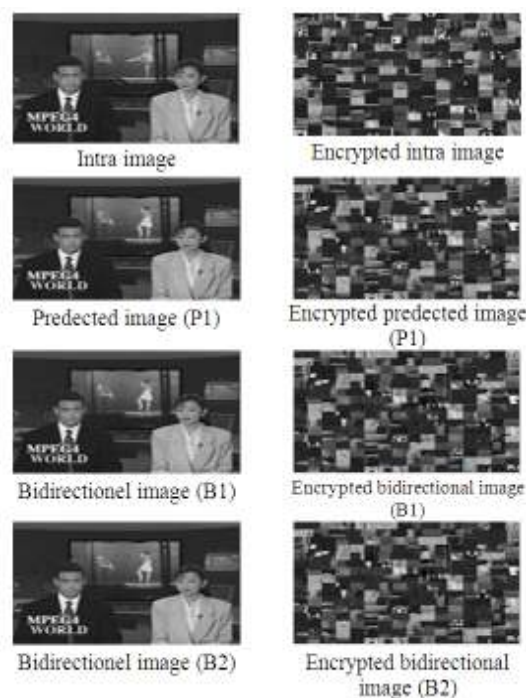 MPEG4
WORLD
Intra image
Encrypted intra image
MPEG4
WORLD
Predected image (P1)
Encrypted predected image
(P1)
MPEG4
WORLD
Bidirectionel image (B1)
Encrypted bidirectional image
(B1)
MPEG4
WORLD
Bidirectionel image (B2)
Encrypted bidirectional
image (B2)